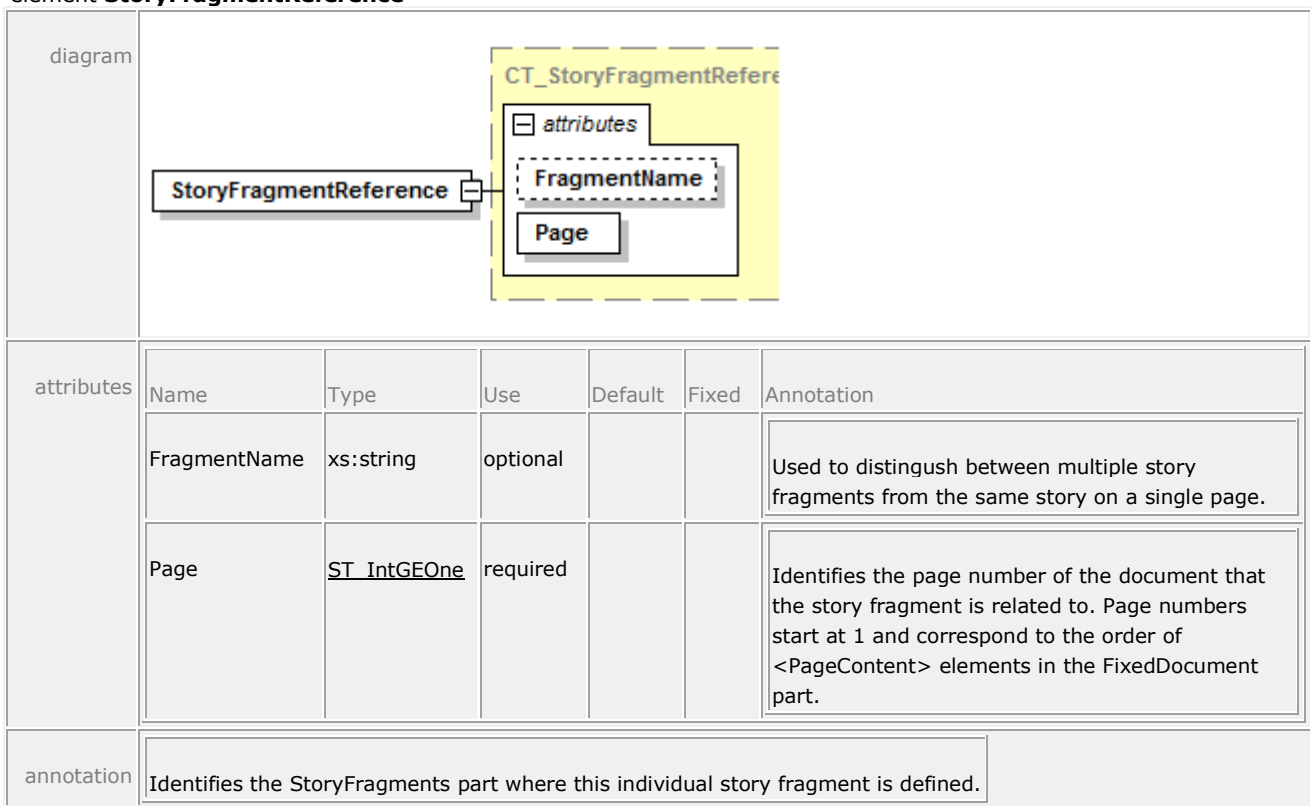 element StoryFragmentReference
diagram
CT_StoryFragmentRefere
attributes
FragmentName
StoryFragmentReference
Page
attributes
Name Type Use Default Fixed Annotation
FragmentName xs:string optional
Used to distingush between multiple story
fragments from the same story on a single page.
Page ST_IntGEOne required
Identifies the page number of the document that
the story fragment is related to. Page numbers
start at 1 and correspond to the order of
<PageContent> elements in the FixedDocument
part.
annotation
Identifies the StoryFragments part where this individual story fragment is defined.